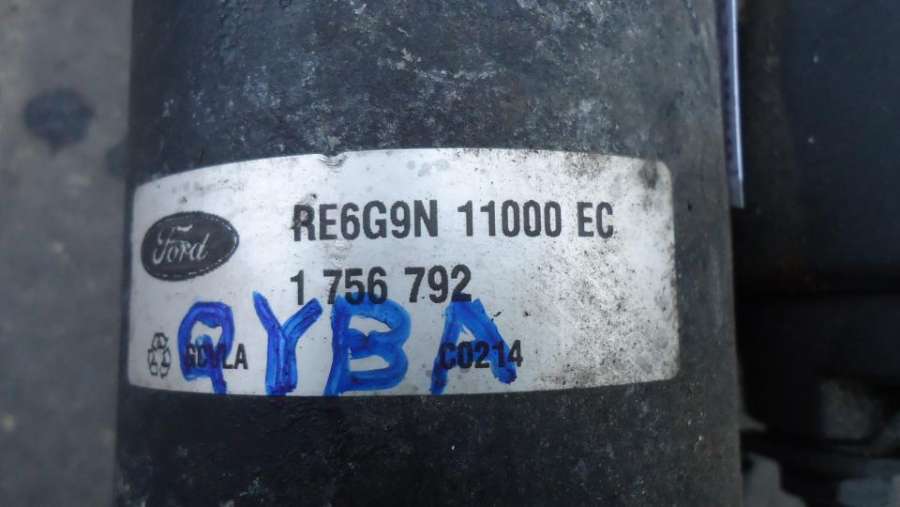 Ford
RE6G9N 11000 EC
1 756 792
QYBA
C0214